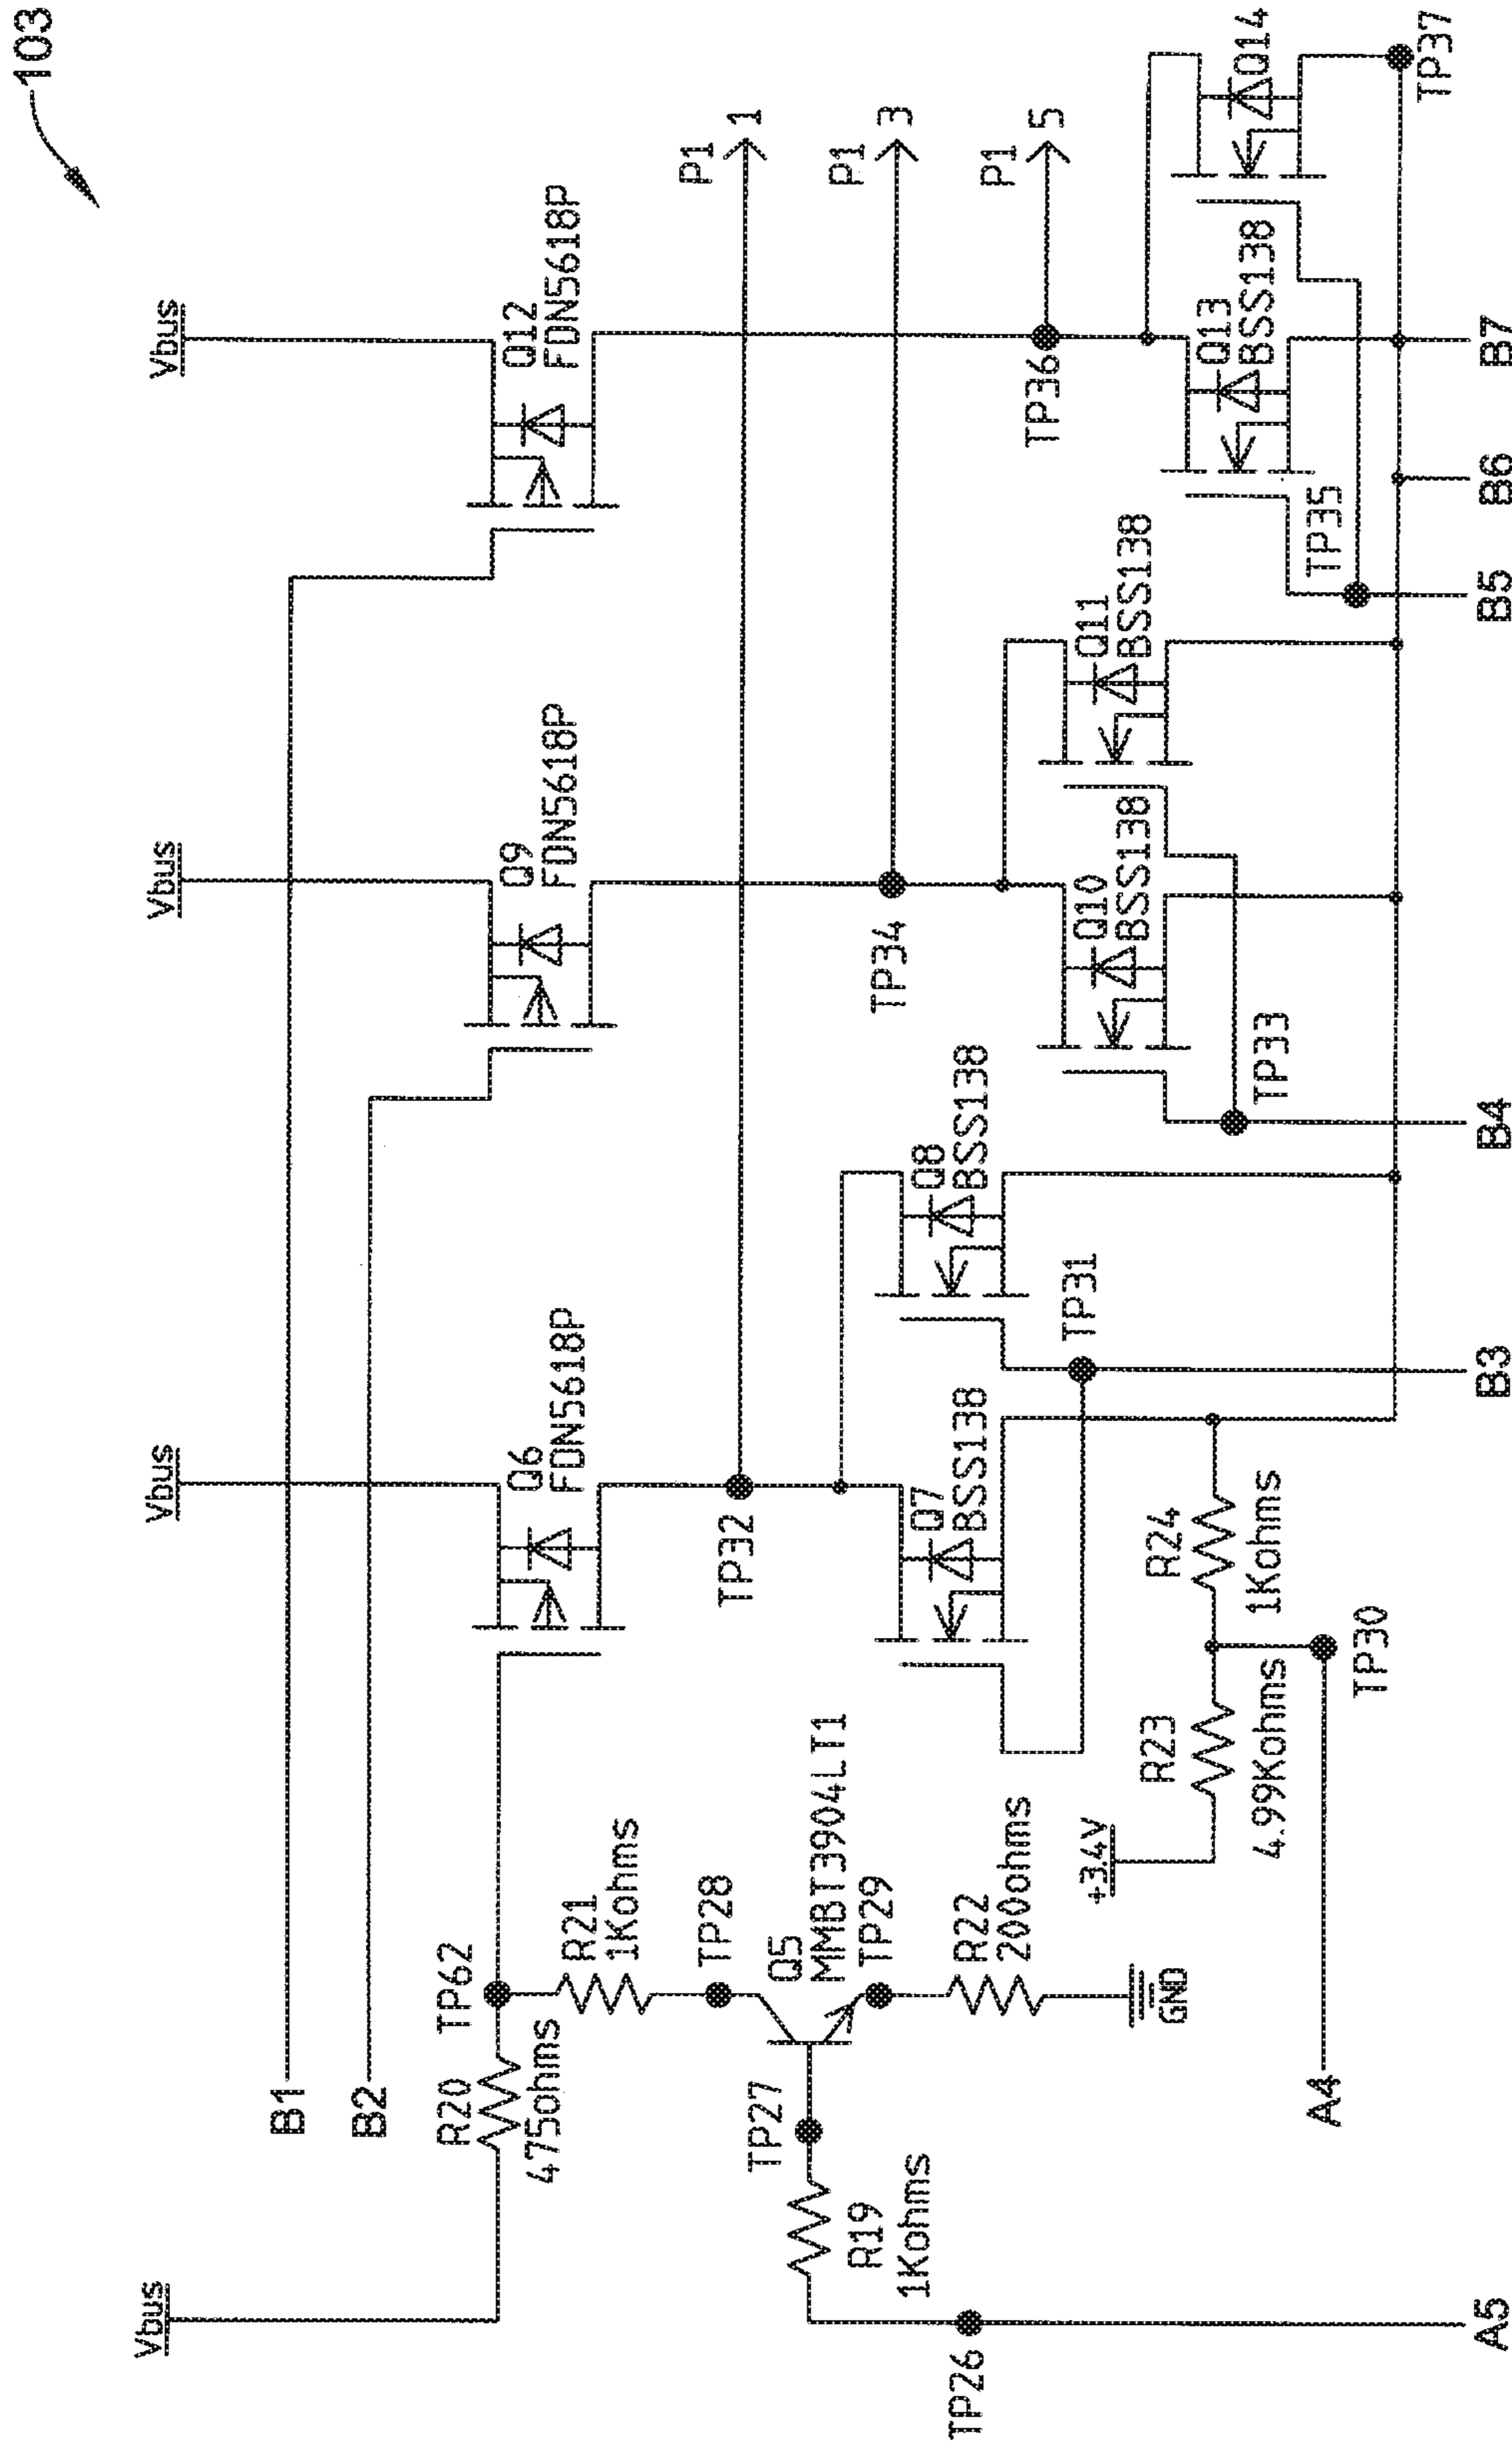 103
Vbus
Vbus
Vbus
Vbus
B1
B2
Q12
FDN5618P
Q9
FDN5618P
Q6
FDN5618P
P1
1
P1
3
P1
5
R20
475ohms
TP62
R21
1Kohms
TP28
Q5
MMBT3904LT1
TP27
TP29
R19
1Kohms
R22
200ohms
GND
TP26
TP32
Q7
BSS138
Q8
BSS138
TP31
TP34
Q10
BSS138
Q11
BSS138
TP33
TP36
Q13
BSS138
Q14
TP35
TP37
+3.4V
R23
4.99Kohms
R24
1Kohms
TP30
A4
A5
B3
B4
B5
B6
B7